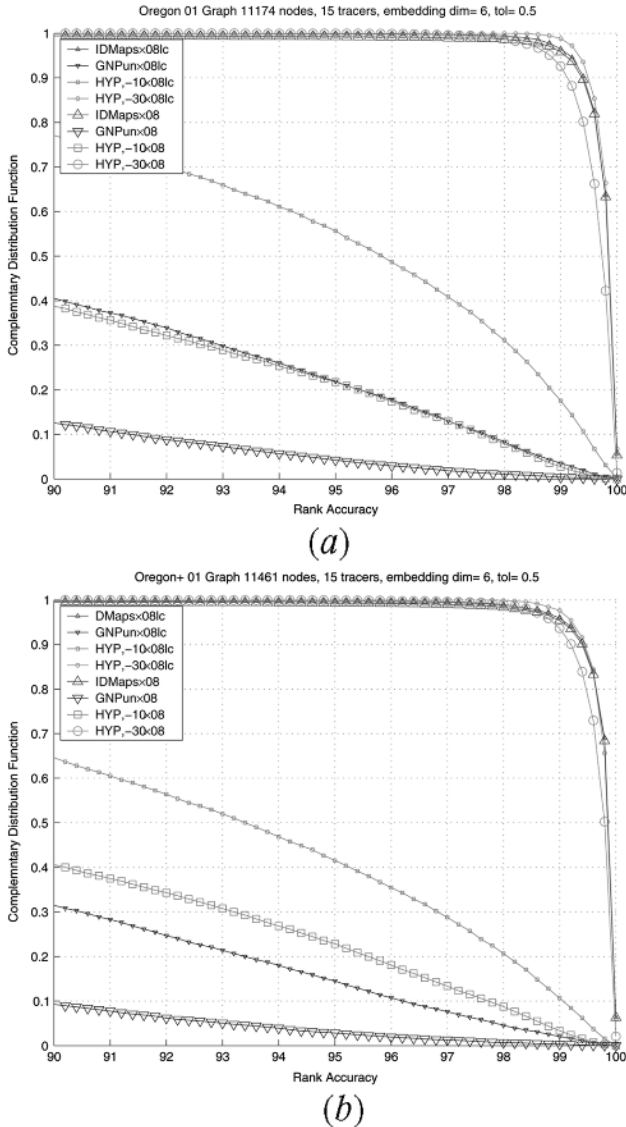 Oregon 01 Graph 11174 nodes, 15 tracers, embedding dim= 6, tol= 0.5
1
0.9
0.8
0.7
0.6
0.5
0.4
0.3
0.2
0.1
0
Complemntary Distribution Function
IDMaps×08lc
GNPun×08lc
HYP,−10×08lc
HYP,−30×08lc
IDMaps×08
GNPun×08
HYP,−10×08
HYP,−30×08
90 91 92 93 94 95 96 97 98 99 100
Rank Accuracy
(a)
Oregon+ 01 Graph 11461 nodes, 15 tracers, embedding dim= 6, tol= 0.5
1
0.9
0.8
0.7
0.6
0.5
0.4
0.3
0.2
0.1
0
Complemntary Distribution Function
DMaps×08lc
GNPun×08lc
HYP,−10×08lc
HYP,−30×08lc
IDMaps×08
GNPun×08
HYP,−10×08
HYP,−30×08
90 91 92 93 94 95 96 97 98 99 100
Rank Accuracy
(b)